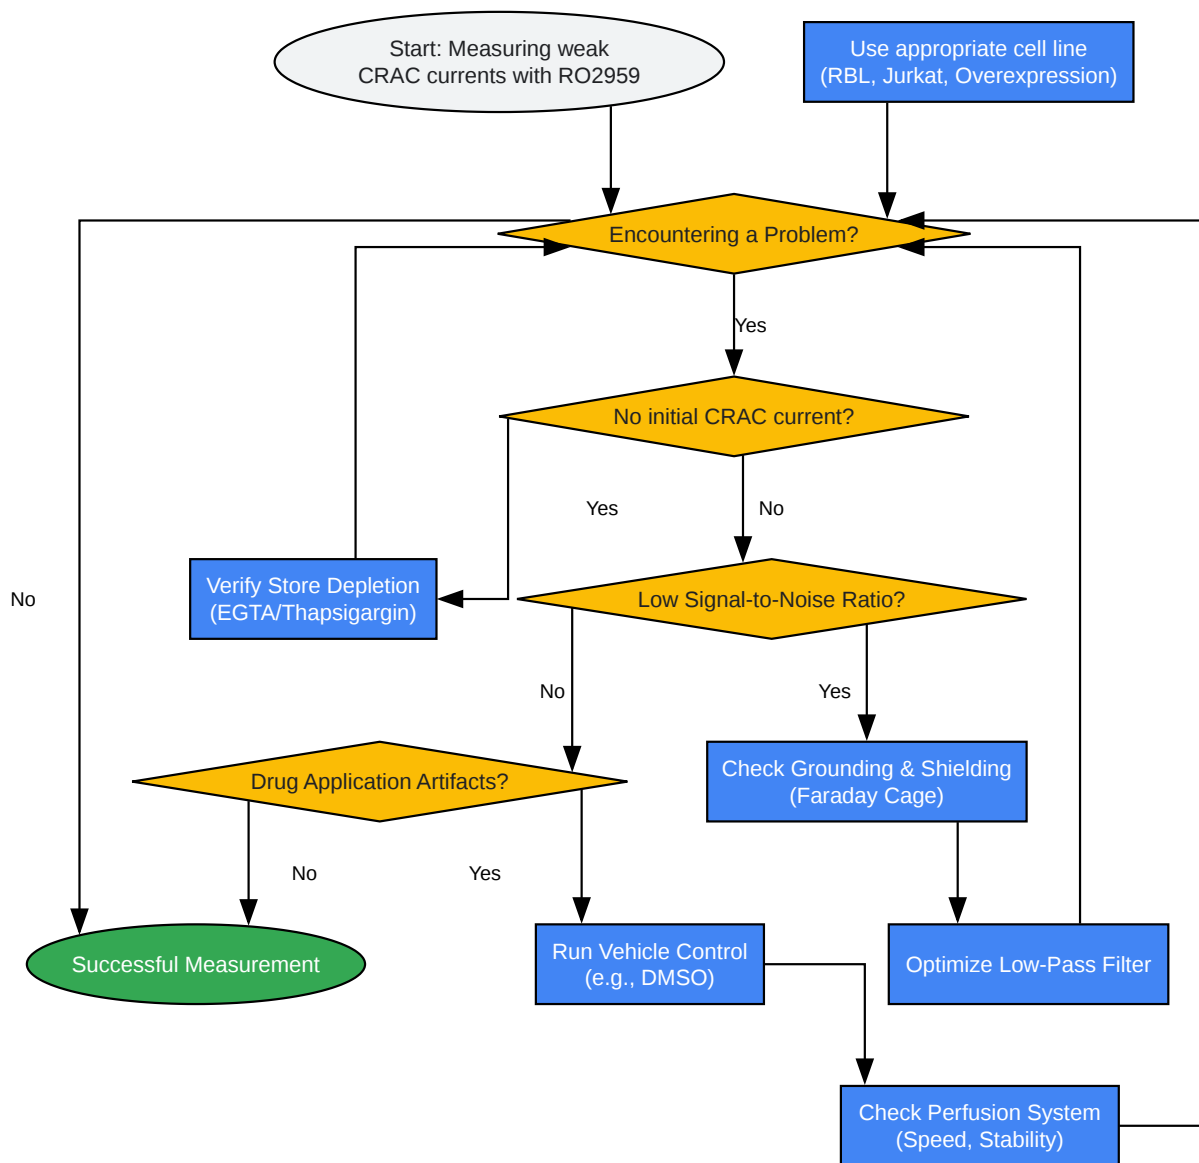 Start: Measuring weak
CRAC currents with RO2959
Use appropriate cell line
(RBL, Jurkat, Overexpression)
Encountering a Problem?
Yes
No initial CRAC current?
Yes
No
Verify Store Depletion
(EGTA/Thapsigargin)
No
Low Signal-to-Noise Ratio?
No
Yes
Drug Application Artifacts?
Check Grounding & Shielding
(Faraday Cage)
No
Yes
Successful Measurement
Run Vehicle Control
(e.g., DMSO)
Optimize Low-Pass Filter
Check Perfusion System
(Speed, Stability)